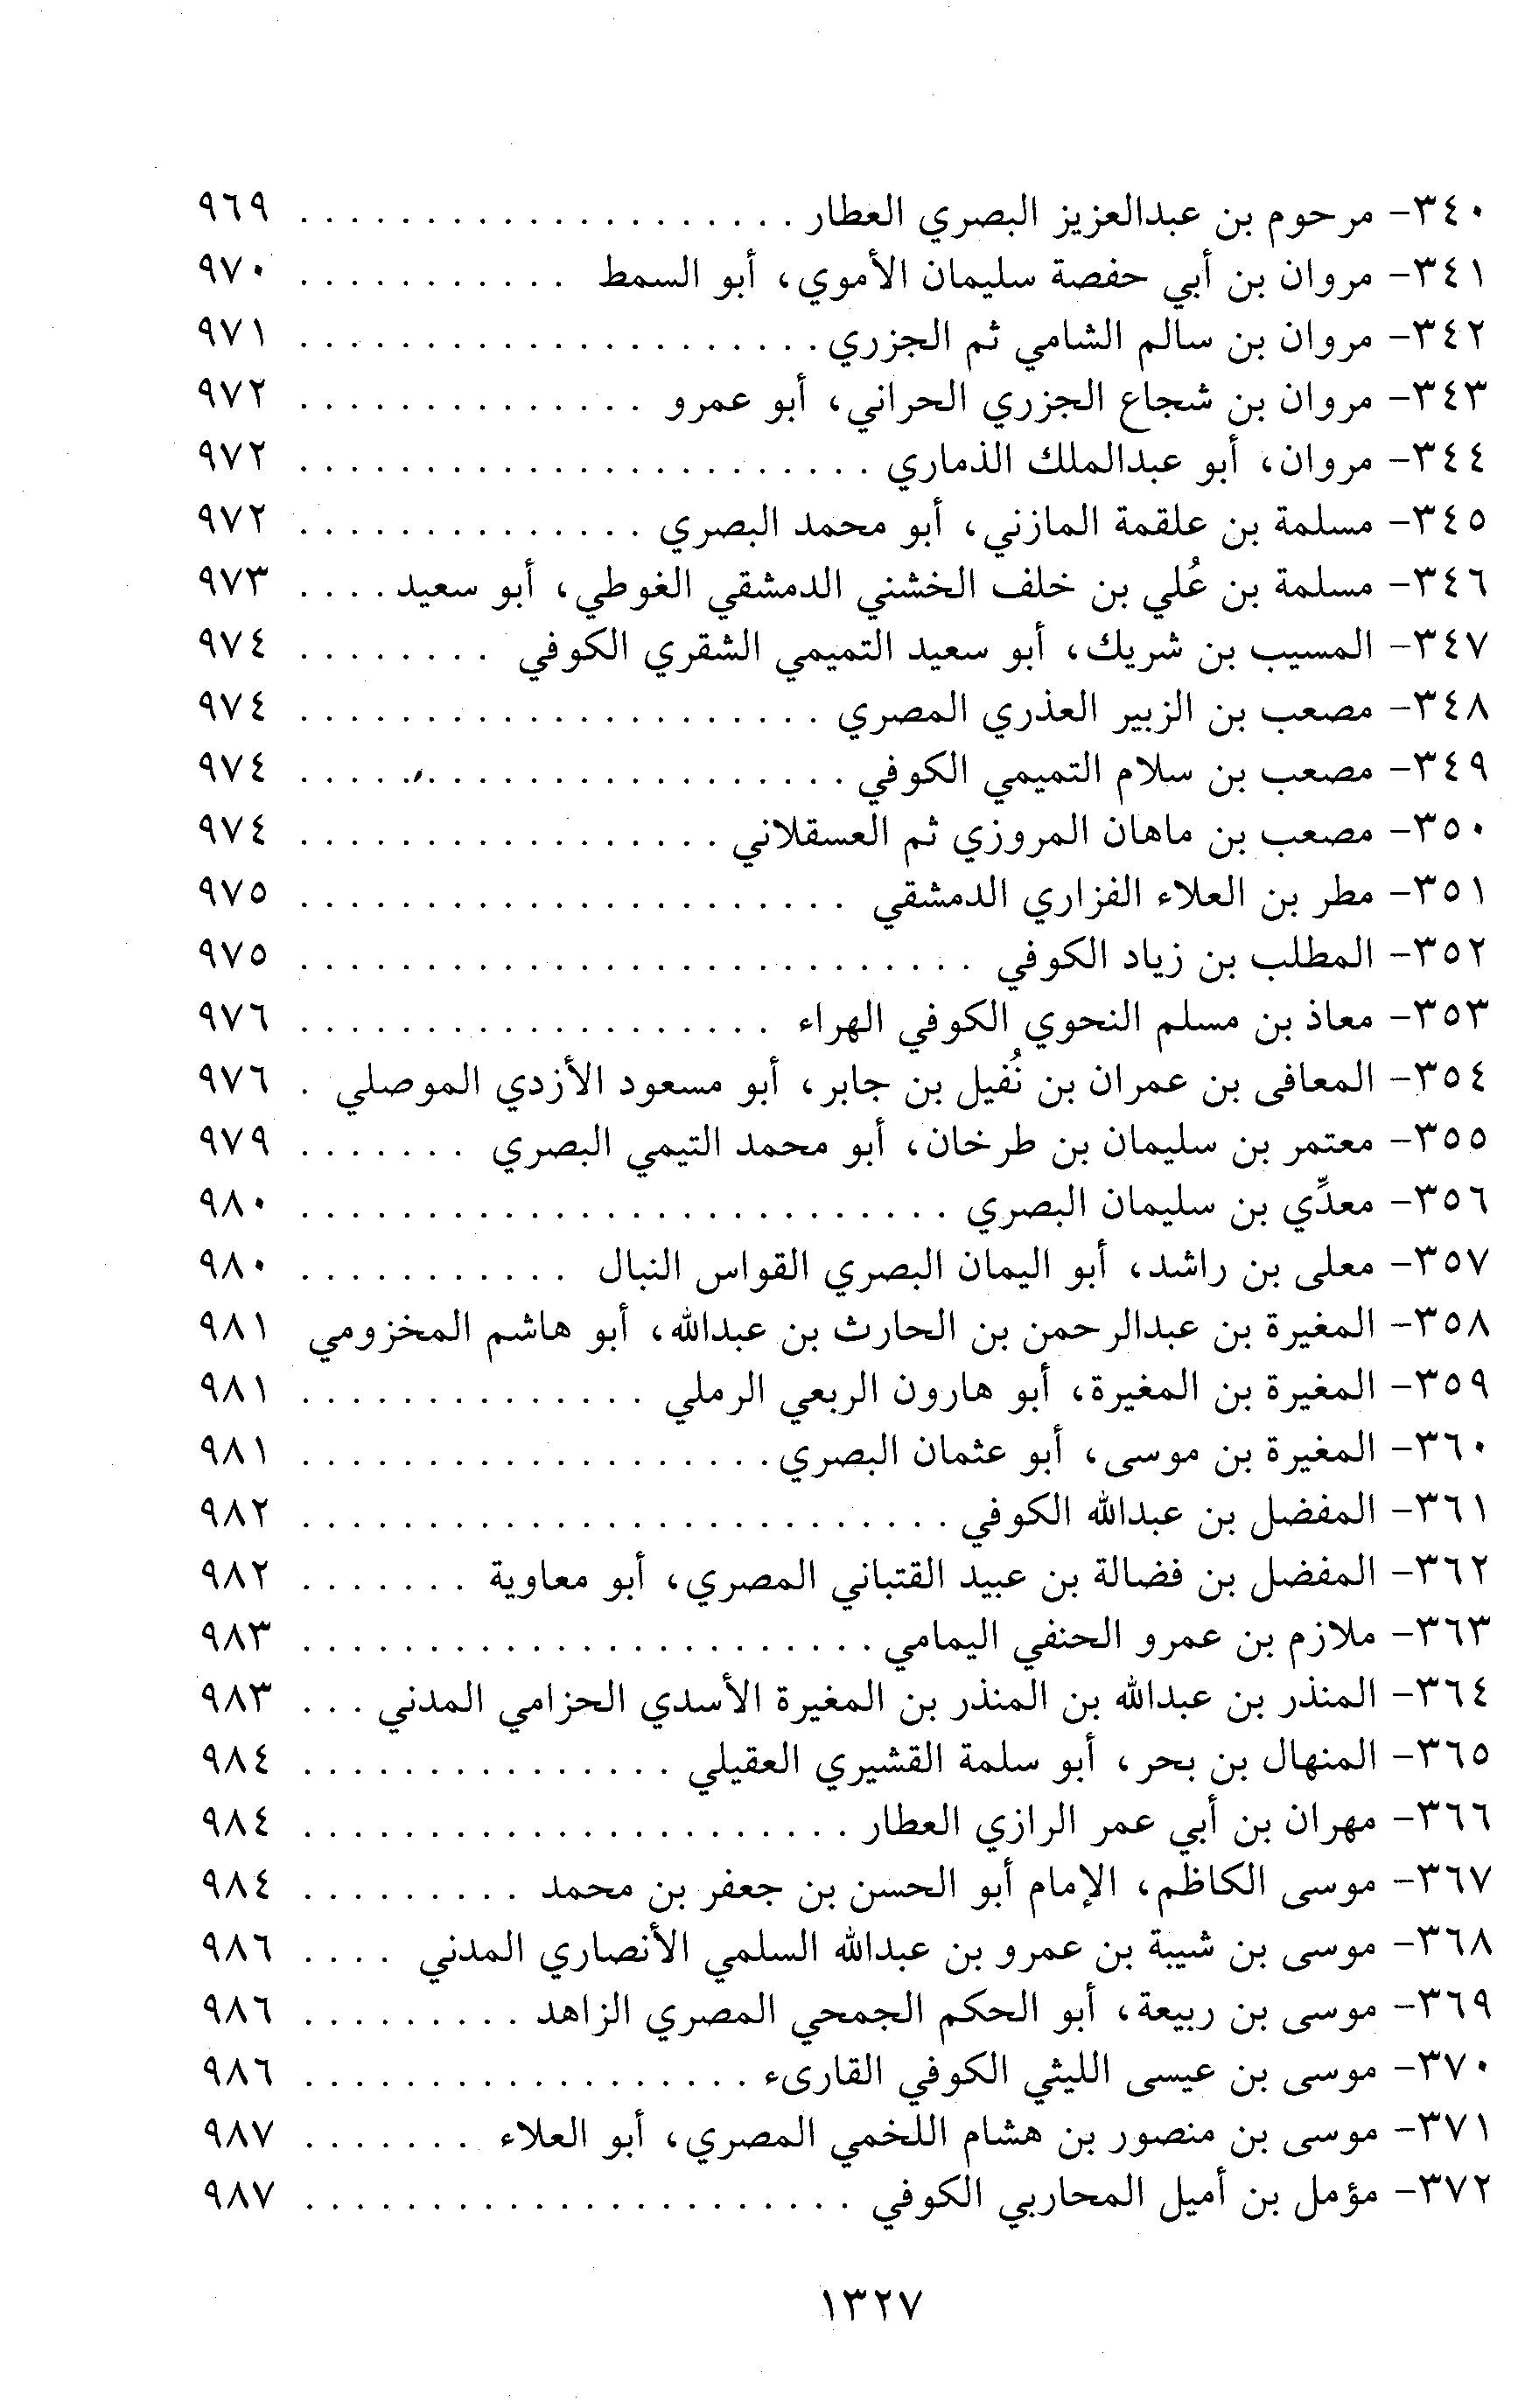 ٣٤٠- مرحوم بن عبدالعزيز البصري العطار . . . . . . . . . . . . . . . . . . . . ٩٦٩
٣٤١- مروان بن أبي حفصة سليمان الأموي، أبو السمط . . . . . . . . . . . ٩٧٠
٣٤٢- مروان بن سالم الشامي ثم الجزري . . . . . . . . . . . . . . . . . . . . . ٩٧١
٣٤٣- مروان بن شجاع الجزري الحراني، أبو عمرو . . . . . . . . . . . . . . ٩٧٢
٣٤٤- مروان، أبو عبدالملك الذماري . . . . . . . . . . . . . . . . . . . . . . . ٩٧٢
٣٤٥- مسلمة بن علقمة المازني، أبو محمد البصري . . . . . . . . . . . . . . ٩٧٢
٣٤٦- مسلمة بن عُلي بن خلف الخشني الدمشقي الغوطي، أبو سعيد . . . . ٩٧٣
٣٤٧- المسيب بن شريك، أبو سعيد التميمي الشقري الكوفي . . . . . . . . ٩٧٤
٣٤٨- مصعب بن الزبير العذري المصري . . . . . . . . . . . . . . . . . . . . . ٩٧٤
٣٤٩- مصعب بن سلام التميمي الكوفي . . . . . . . . . . . . . . . . . . . . . . ٩٧٤
٣٥٠- مصعب بن ماهان المروزي ثم العسقلاني . . . . . . . . . . . . . . . . . ٩٧٤
٣٥١- مطر بن العلاء الفزاري الدمشقي . . . . . . . . . . . . . . . . . . . . . . ٩٧٥
٣٥٢- المطلب بن زياد الكوفي . . . . . . . . . . . . . . . . . . . . . . . . . . . ٩٧٥
٣٥٣- معاذ بن مسلم النحوي الكوفي الهراء . . . . . . . . . . . . . . . . . . . ٩٧٦
٣٥٤- المعافى بن عمران بن نُفيل بن جابر، أبو مسعود الأزدي الموصلي . ٩٧٦
٣٥٥- معتمر بن سليمان بن طرخان، أبو محمد التيمي البصري . . . . . . . ٩٧٩
٣٥٦- معدِّي بن سليمان البصري . . . . . . . . . . . . . . . . . . . . . . . . . . ٩٨٠
٣٥٧- معلى بن راشد، أبو اليمان البصري القواس النبال . . . . . . . . . . . ٩٨٠
٣٥٨- المغيرة بن عبدالرحمن بن الحارث بن عبدالله، أبو هاشم المخزومي ٩٨١
٣٥٩- المغيرة بن المغيرة، أبو هارون الربعي الرملي . . . . . . . . . . . . . . ٩٨١
٣٦٠- المغيرة بن موسى، أبو عثمان البصري . . . . . . . . . . . . . . . . . . . ٩٨١
٣٦١- المفضل بن عبدالله الكوفي . . . . . . . . . . . . . . . . . . . . . . . . . . ٩٨٢
٣٦٢- المفضل بن فضالة بن عبيد القتباني المصري، أبو معاوية . . . . . . . ٩٨٢
٣٦٣- ملازم بن عمرو الحنفي اليمامي . . . . . . . . . . . . . . . . . . . . . . . ٩٨٣
٣٦٤- المنذر بن عبدالله بن المنذر بن المغيرة الأسدي الحزامي المدني . . . ٩٨٣
٣٦٥- المنهال بن بحر، أبو سلمة القشيري العقيلي . . . . . . . . . . . . . . . ٩٨٤
٣٦٦- مهران بن أبي عمر الرازي العطار . . . . . . . . . . . . . . . . . . . . . . ٩٨٤
٣٦٧- موسى الكاظم، الإمام أبو الحسن بن جعفر بن محمد . . . . . . . . . ٩٨٤
٣٦٨- موسى بن شيبة بن عمرو بن عبدالله السلمي الأنصاري المدني . . . . ٩٨٦
٣٦٩- موسى بن ربيعة، أبو الحكم الجمحي المصري الزاهد . . . . . . . . . ٩٨٦
٣٧٠- موسى بن عيسى الليثي الكوفي القارىء . . . . . . . . . . . . . . . . . . ٩٨٦
٣٧١- موسى بن منصور بن هشام اللخمي المصري، أبو العلاء . . . . . . . ٩٨٧
٣٧٢- مؤمل بن أميل المحاربي الكوفي . . . . . . . . . . . . . . . . . . . . . . ٩٨٧
١٣٢٧